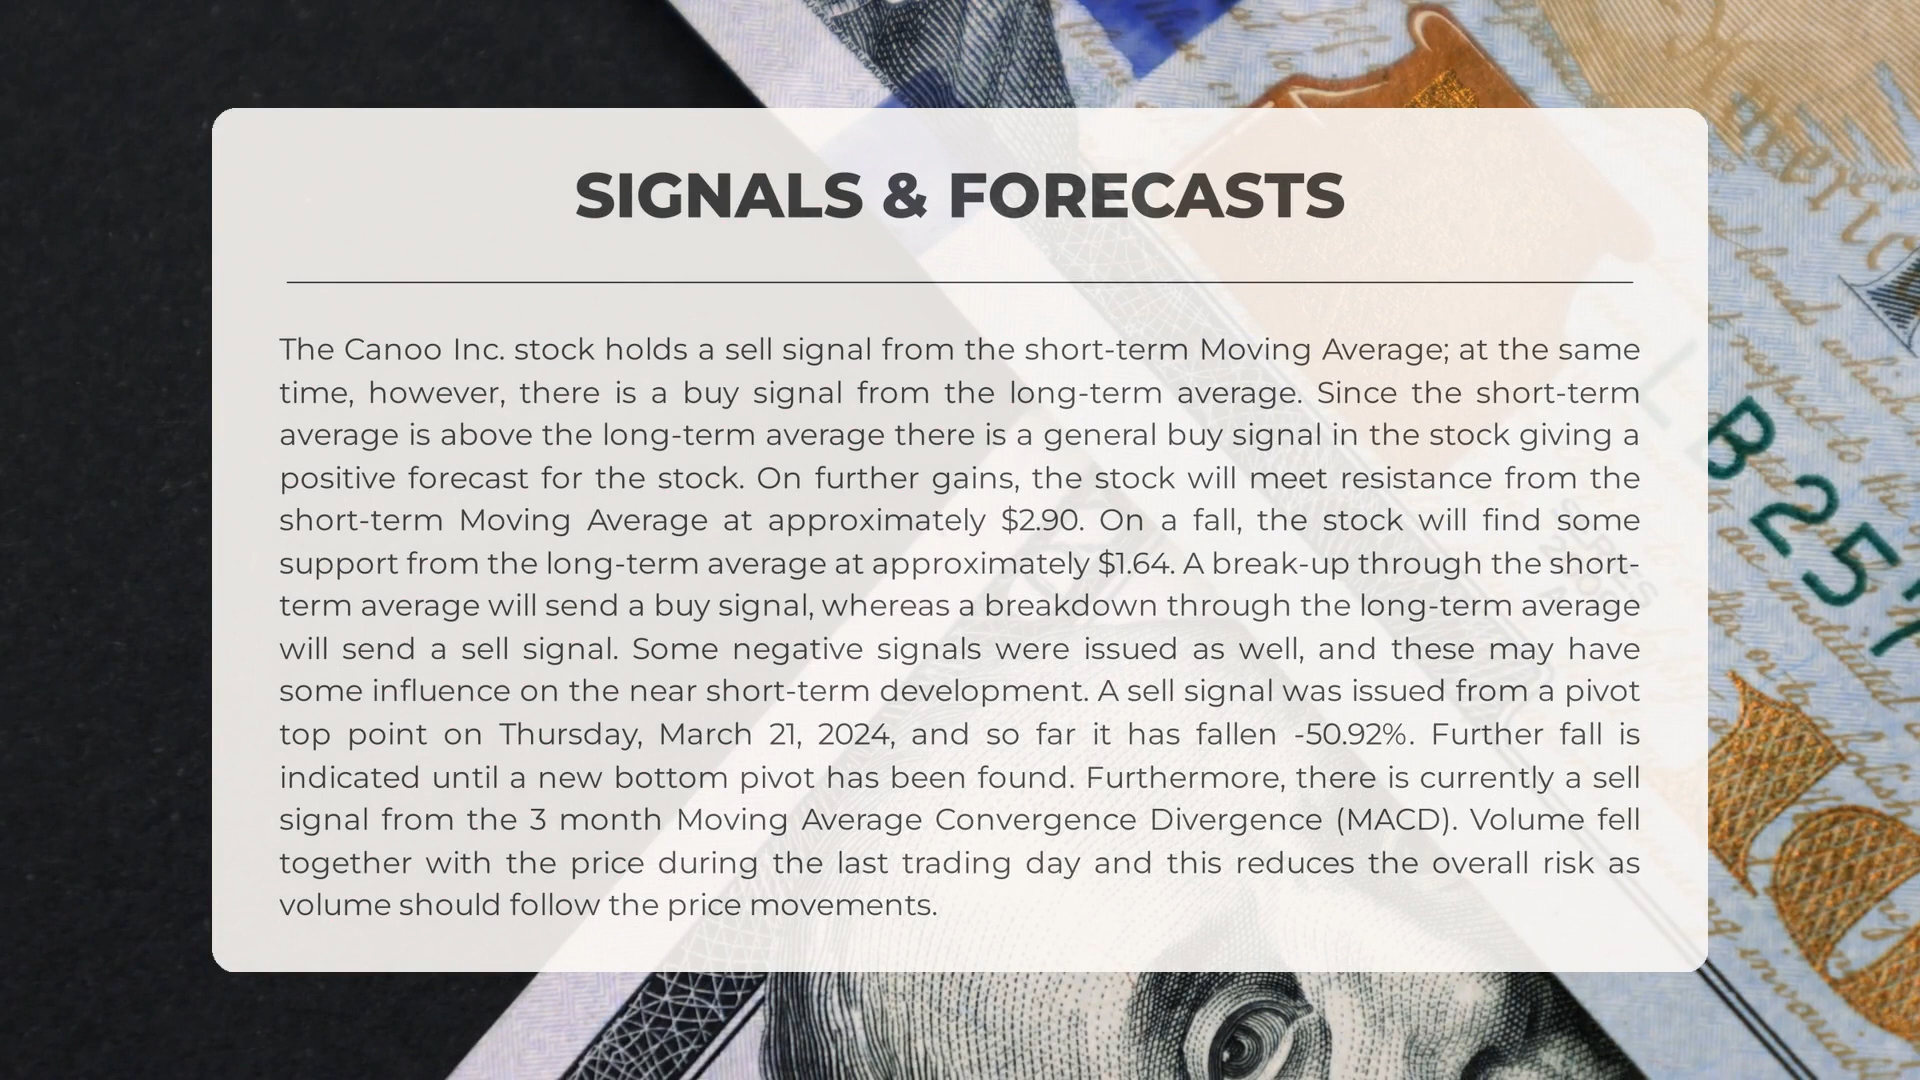 SIGNALS & FORECASTS
The Canoo Inc. stock holds a sell signal from the short-term Moving Average; at the same
time, however, there is a buy signal from the long-term average. Since the short-term
average is above the long-term average there is a general buy signal in the stock giving a
positive forecast for the stock. On further gains, the stock will meet resistance from the
short-term Moving Average at approximately $2.90. On a fall, the stock will find some
support from the long-term average at approximately $1.64. A break-up through the short-
term average will send a buy signal, whereas a breakdown through the long-term average
will send a sell signal. Some negative signals were issued as well, and these may have
some influence on the near short-term development. A sell signal was issued from a pivot
top point on Thursday, March 21, 2024, and so far it has fallen -50.92%. Further fall is
indicated until a new bottom pivot has been found. Furthermore, there is currently a sell
signal from the 3 month Moving Average Convergence Divergence (MACD). Volume fell
together with the price during the last trading day and this reduces the overall risk as
volume should follow the price movements.